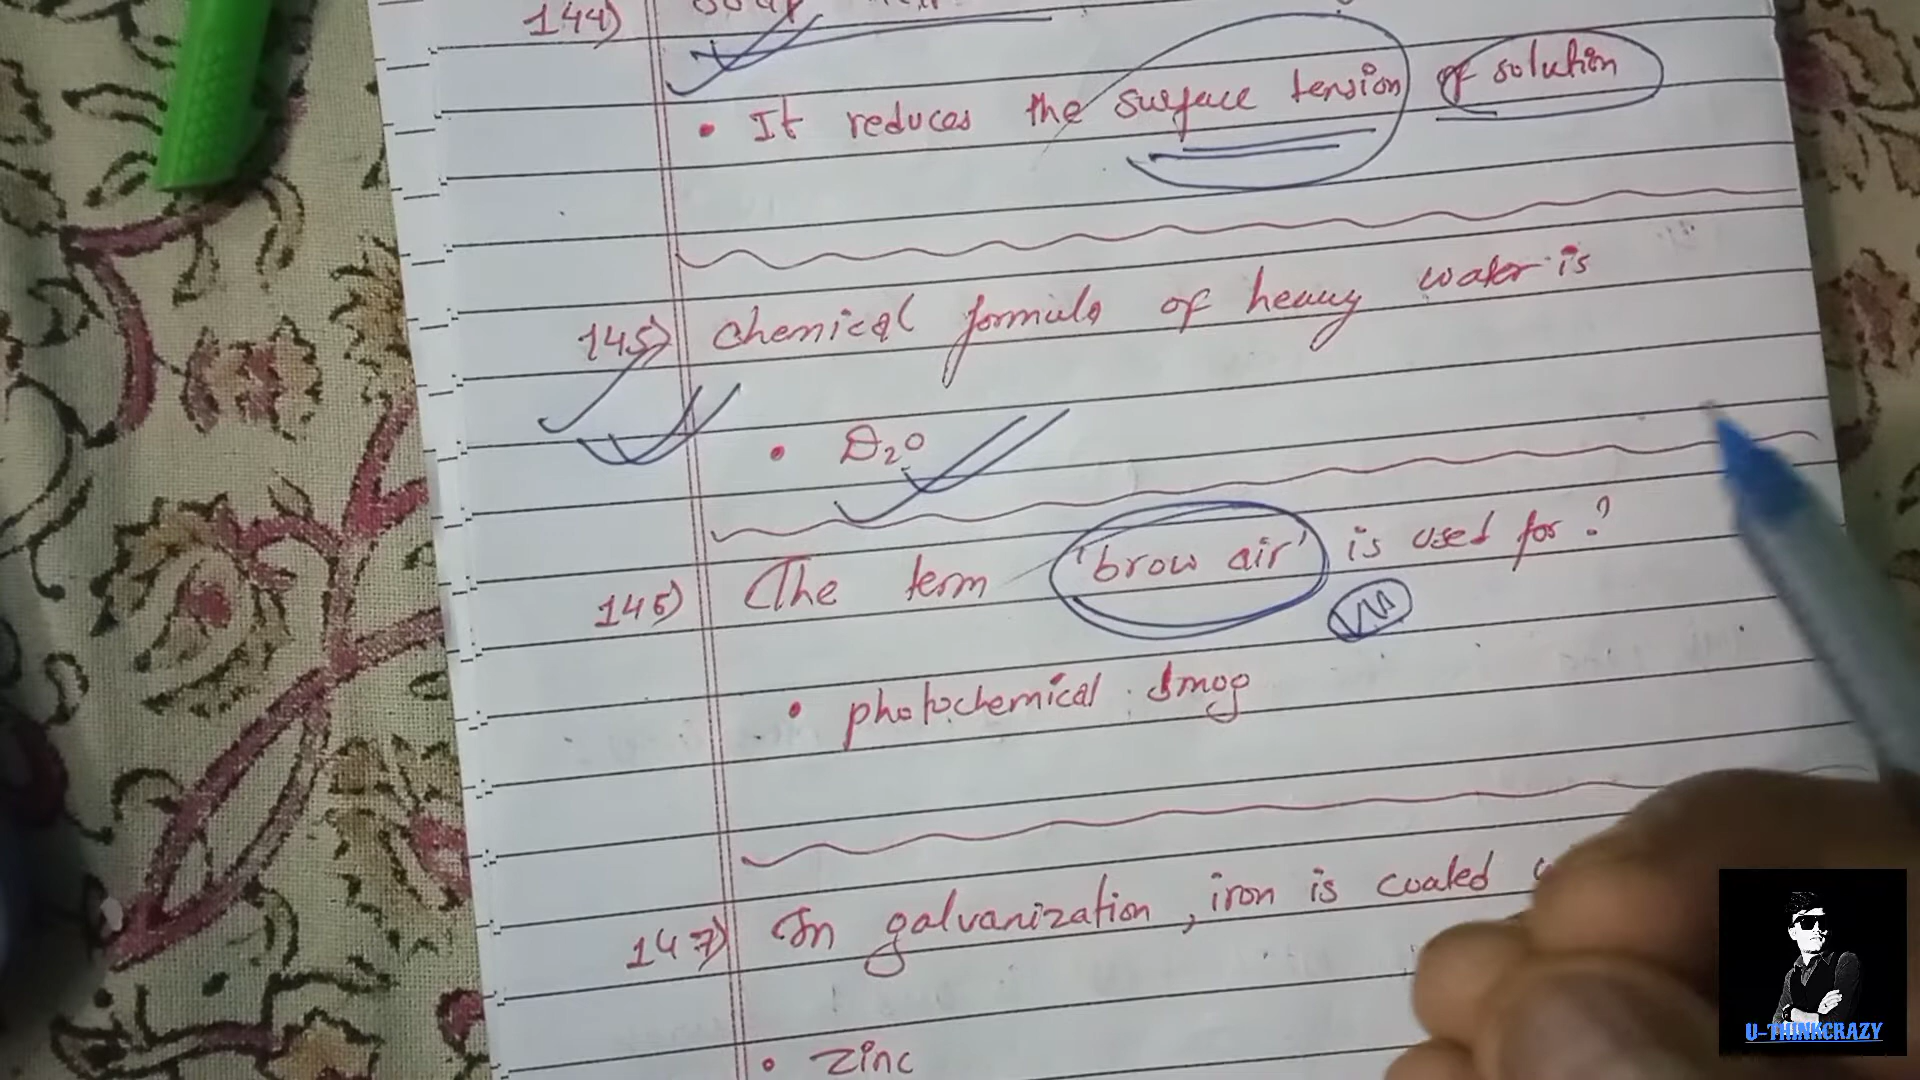 144)
• It reduces the surface tension of solution
145) Chemical formula of heavy water is
• D₂O
146) The term 'brow air' is used for?
VVI
• photochemical smog
147) In galvanization, iron is coated
• Zinc
U-THINKCRAZY